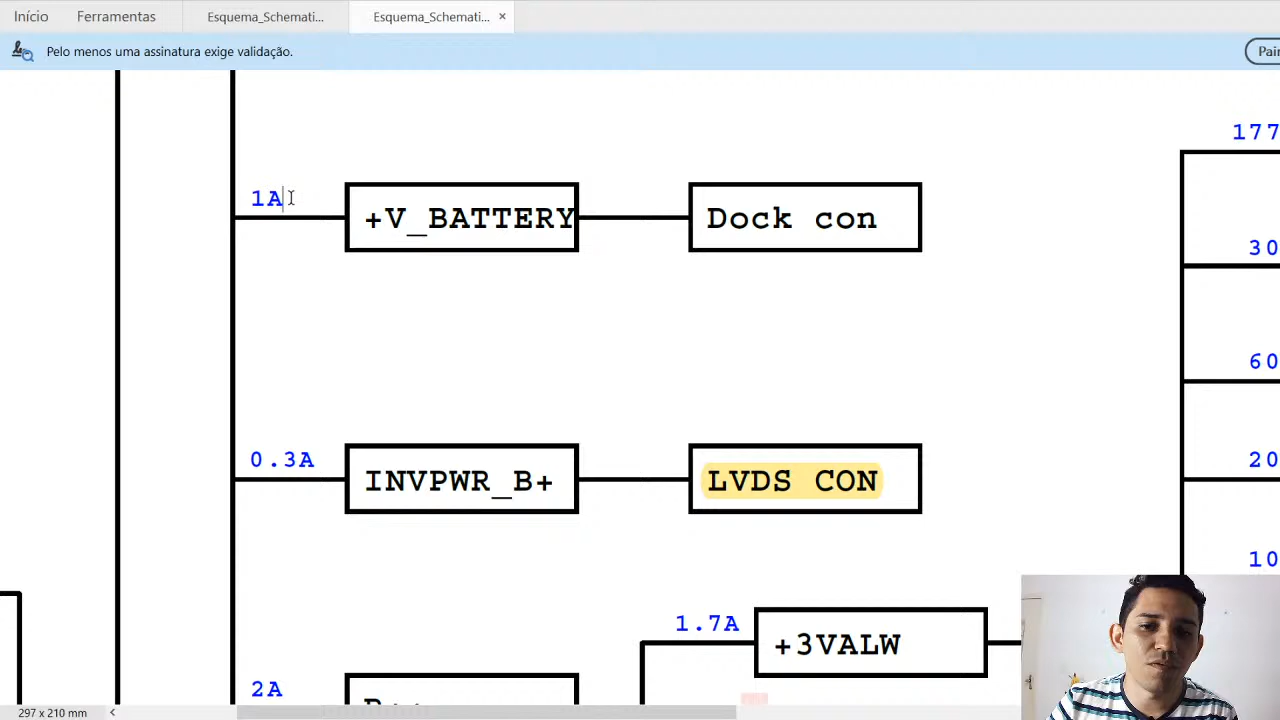 Início
Ferramentas
Esquema_Schemati...
Esquema_Schemati...
Pelo menos uma assinatura exige validação.
177
1A
+V_BATTERY
Dock con
30
60
0.3A
INVPWR_B+
LVDS CON
20
10
1.7A
+3VALW
2A
297 x 210 mm